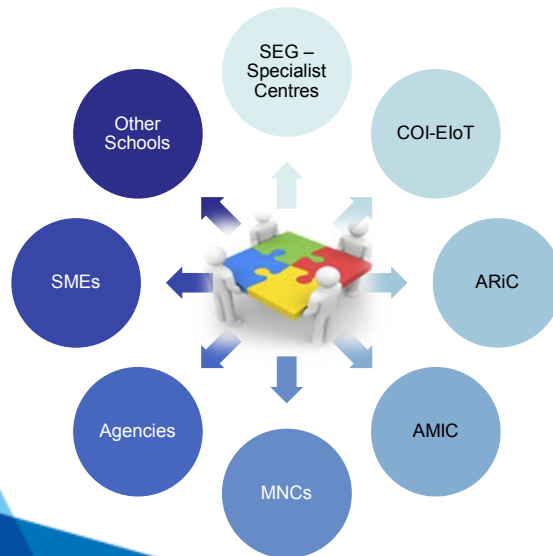 SEG –
Specialist
Centres
COI-EIoT
ARiC
AMIC
MNCs
Agencies
SMEs
Other
Schools